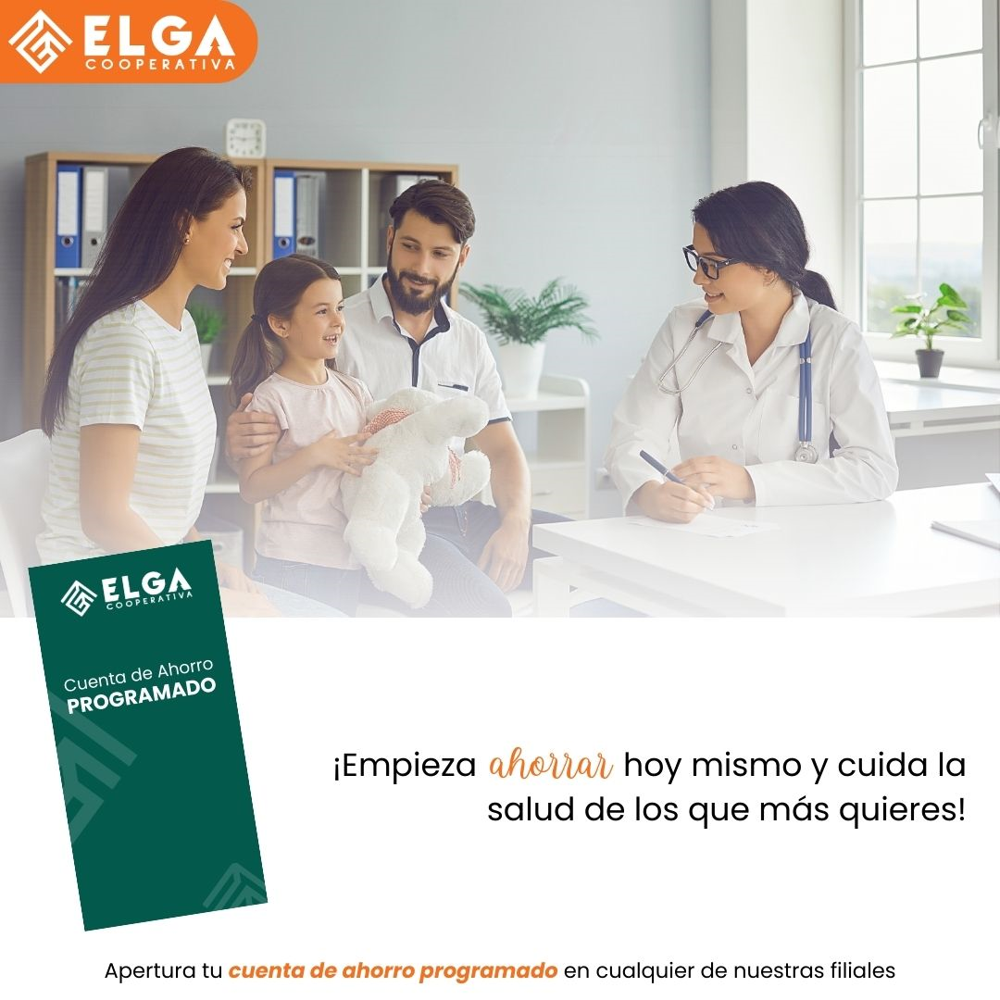 ELGA
COOPERATIVA
ELGA
COOPERATIVA
Cuenta de Ahorro
PROGRAMADO
¡Empieza ahorrar hoy mismo y cuida la
salud de los que más quieres!
Apertura tu cuenta de ahorro programado en cualquier de nuestras filiales